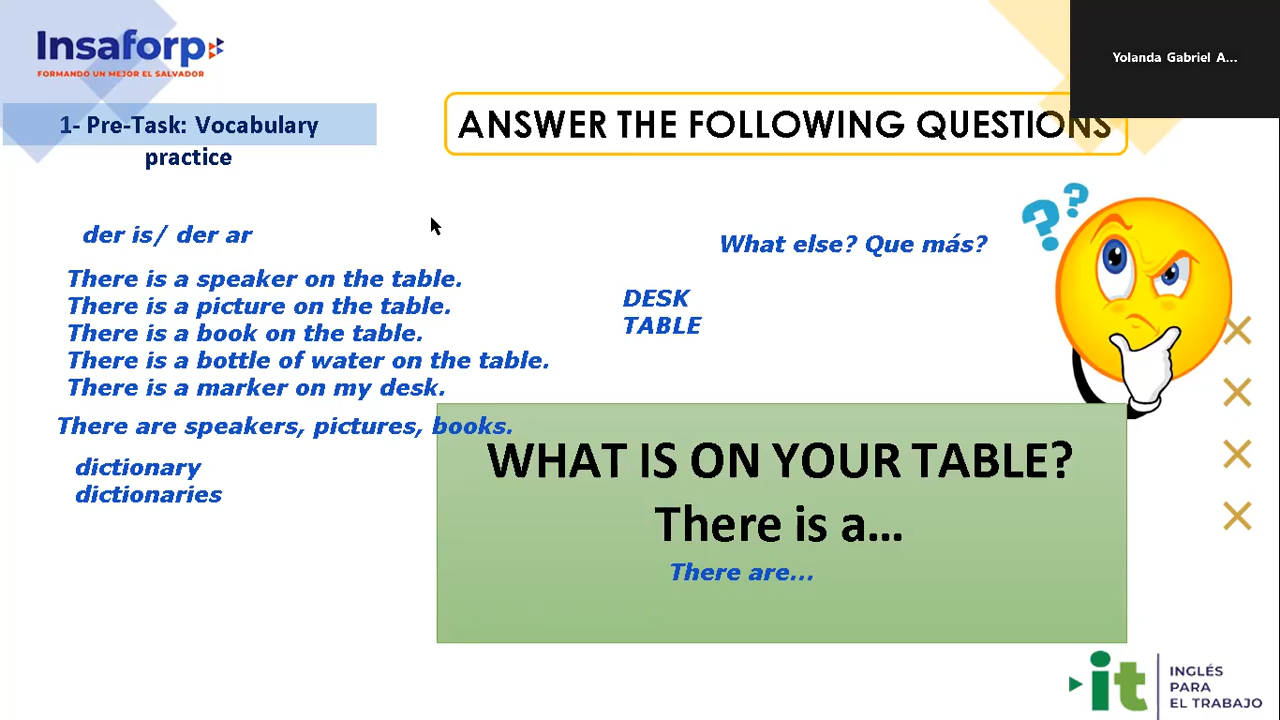 Insaforp
FORMANDO UN MEJOR EL SALVADOR
Yolanda Gabriel A...
1- Pre-Task: Vocabulary
practice
ANSWER THE FOLLOWING QUESTIONS
??
der is/ der ar
What else? Que más?
There is a speaker on the table.
There is a picture on the table.
There is a book on the table.
There is a bottle of water on the table.
There is a marker on my desk.
DESK
TABLE
There are speakers, pictures, books.
dictionary
dictionaries
WHAT IS ON YOUR TABLE?
There is a...
There are...
it
INGLÉS
PARA
EL TRABAJO